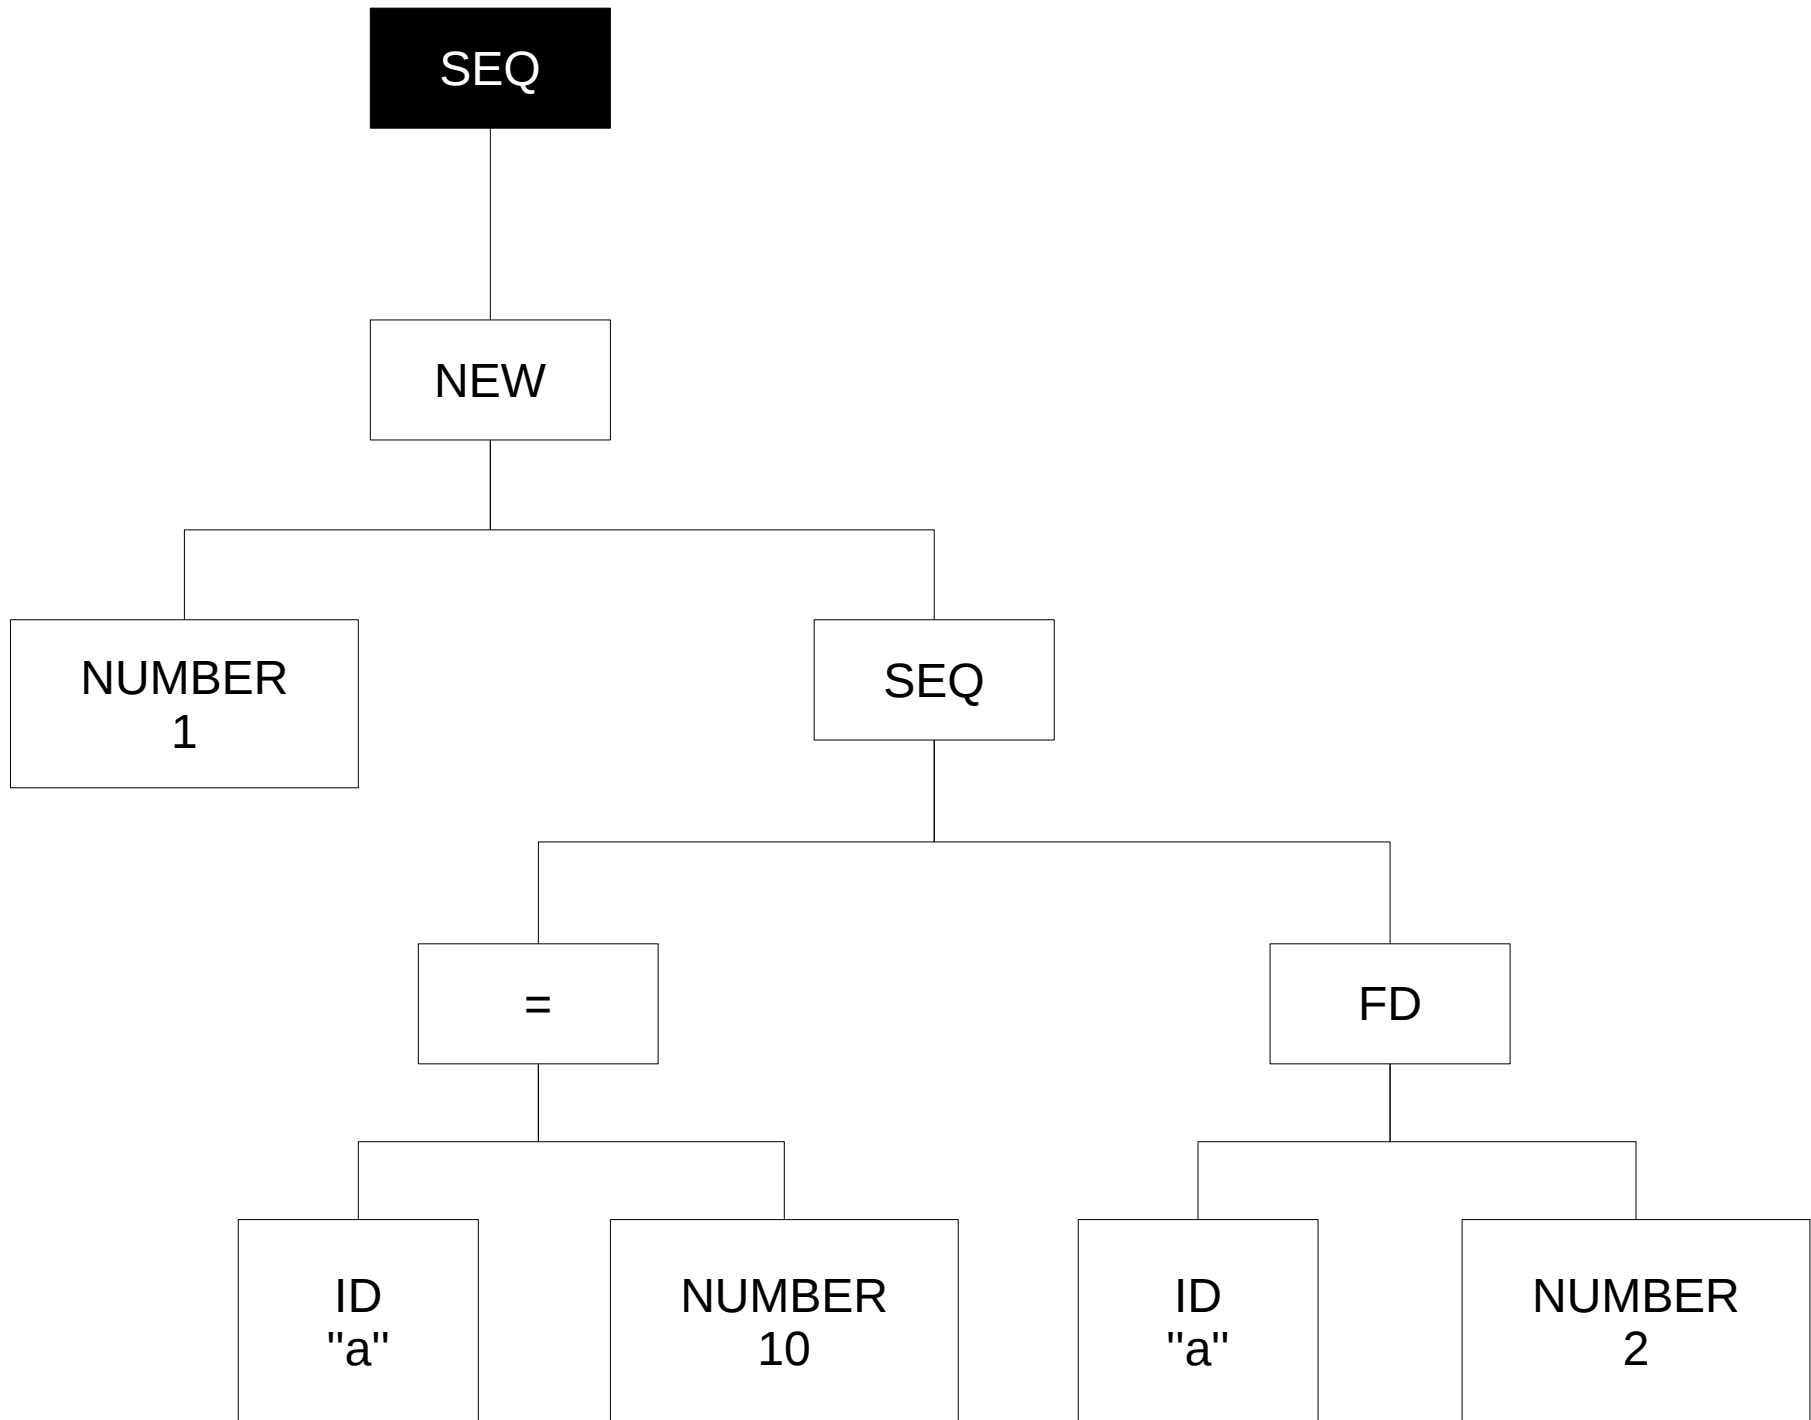 SEQ
NEW
NUMBER
1
SEQ
=
FD
ID
"a"
NUMBER
10
ID
"a"
NUMBER
2